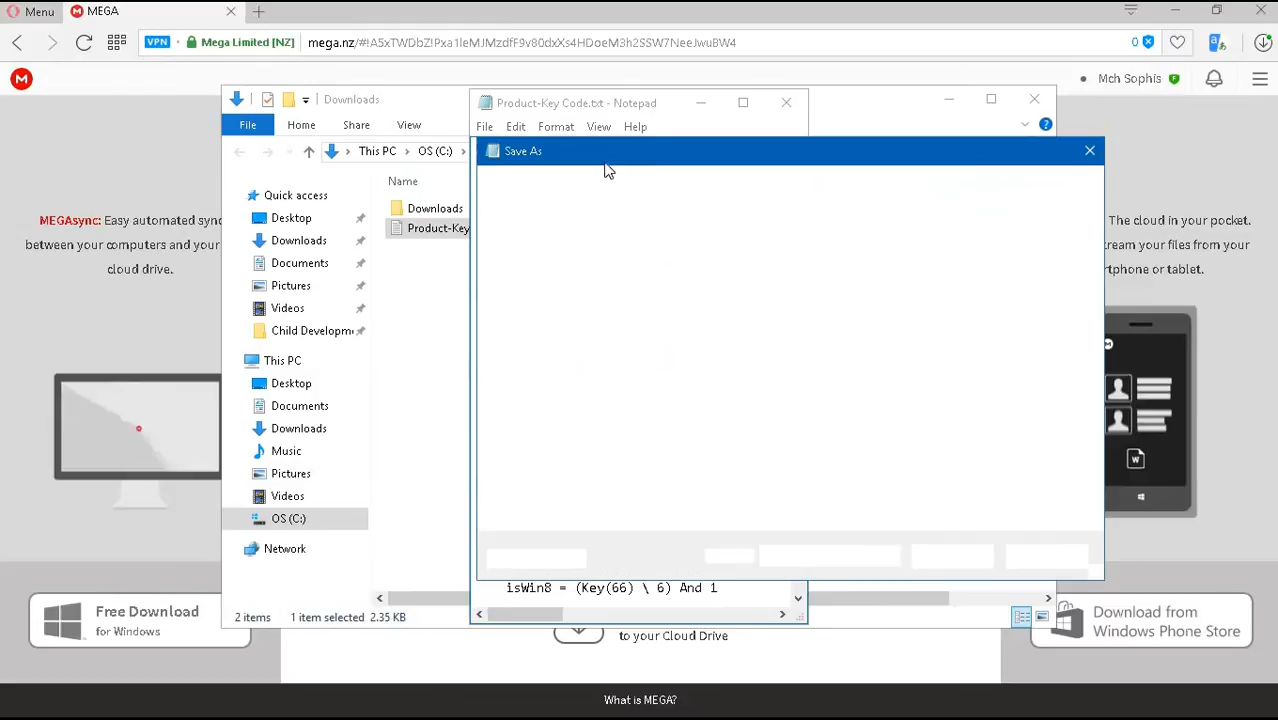 Menu
MEGA
VPN
Mega Limited [NZ]
mega.nz/#!A5xTWDbZ!Pxa1leMJMzdfF9v80dxXs4HDoeM3h2SSW7NeeJwuBW4
0
Mch Sophis
F
Downloads
File Home Share View
This PC OS (C:)
Name
Downloads
Product-Key
Quick access
Desktop
Downloads
Documents
Pictures
Videos
Child Developm
This PC
Desktop
Documents
Downloads
Music
Pictures
Videos
OS (C:)
Network
2 items 1 item selected 2.35 KB
Product-Key Code.txt - Notepad
File Edit Format View Help
Save As
isWin8 = (Key(66) \ 6) And 1
MEGAsync: Easy automated sync
between your computers and your
cloud drive.
The cloud in your pocket.
tream your files from your
rtphone or tablet.
Free Download
for Windows
to your Cloud Drive
Download from
Windows Phone Store
What is MEGA?